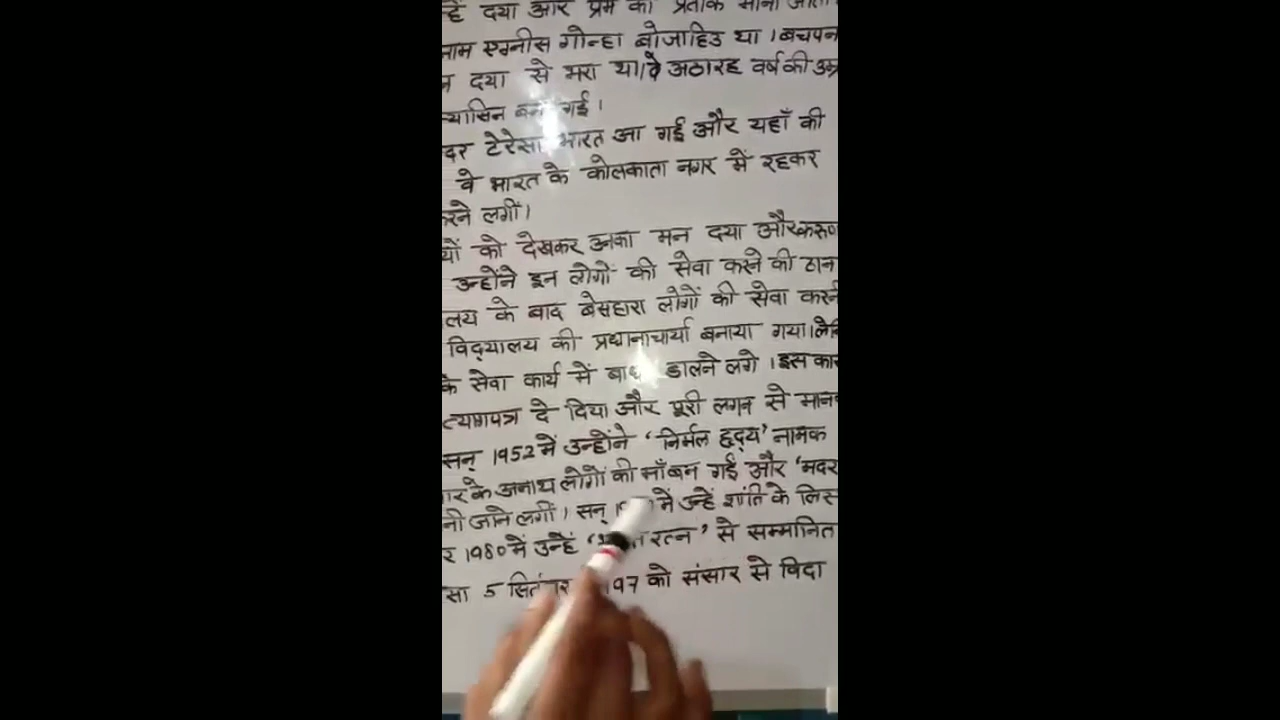 हें दया और प्रेम का प्रतीक माना जाता
नाम एग्नीस गोन्हा बोजाहिउ था । बचपन
न दया से भरा था। वे अठारह वर्ष की उम्र
न्यासिन बन गई ।
दर टेरेसा भारत आ गई और यहाँ की
वे भारत के कोलकाता नगर में रहकर
रने लगीं।
यों को देखकर उनका मन दया और करुण
उन्होंने इन लोगों की सेवा करने की ठान
लय के बाद बेसहारा लोगों की सेवा करनी
विद्यालय की प्रधानाचार्या बनाया गया। लेकि
के सेवा कार्य में डालने लगे । इस कार
त्यागपत्र दे दिया और पूरी लगन से मानव
सन् 1952 में उन्होंने 'निर्मल हृदय' नामक
ार के अनाथ लोगों की माँ बन गई और 'मदर
नी जाने लगीं। सन् में उन्हें शांति के लिए
र 1980 में उन्हें रत्न' से सम्मानित
सा 5 को संसार से विदा